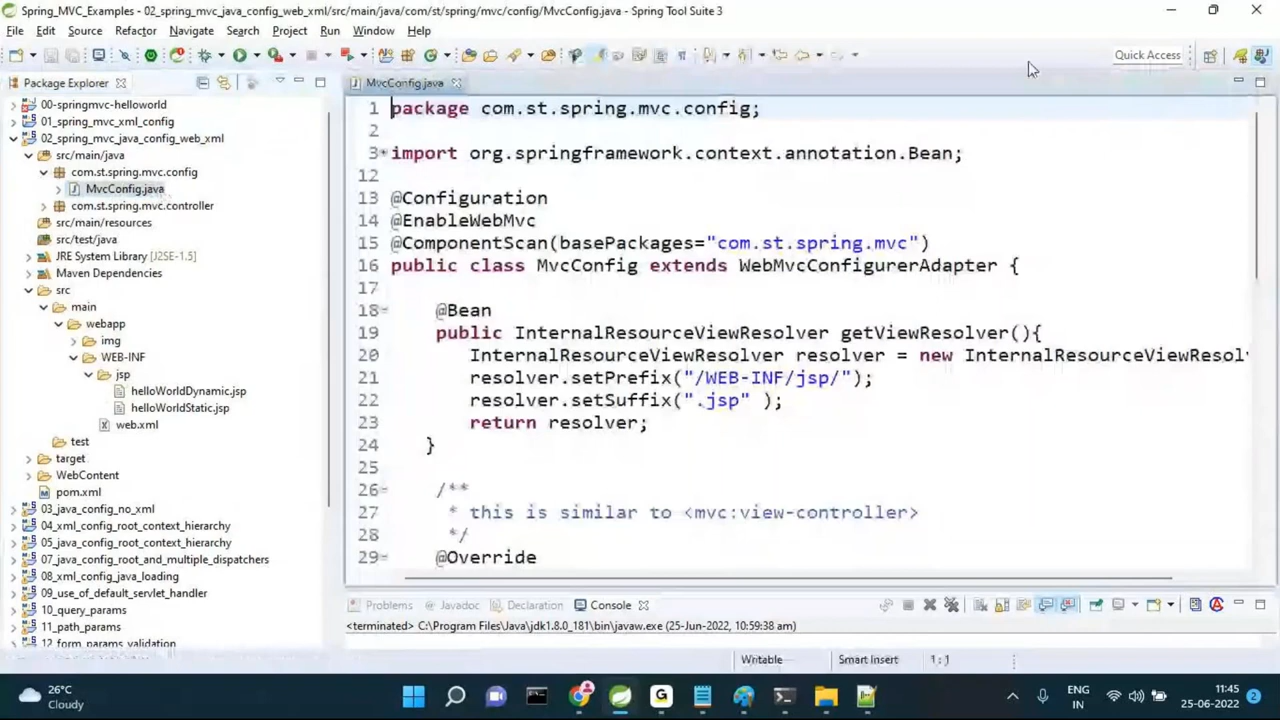 Spring_MVC_Examples - 02_spring_mvc_java_config_web_xml/src/main/java/com/st/spring/mvc/config/MvcConfig.java - Spring Tool Suite 3
File Edit Source Refactor Navigate Search Project Run Window Help
Quick Access
Package Explorer
00-springmvc-helloworld
01_spring_mvc_xml_config
02_spring_mvc_java_config_web_xml
src/main/java
com.st.spring.mvc.config
MvcConfig.java
com.st.spring.mvc.controller
src/main/resources
src/test/java
JRE System Library [J2SE-1.5]
Maven Dependencies
src
main
webapp
img
WEB-INF
jsp
helloWorldDynamic.jsp
helloWorldStatic.jsp
web.xml
test
target
WebContent
pom.xml
03_java_config_no_xml
04_xml_config_root_context_hierarchy
05_java_config_root_context_hierarchy
07_java_config_root_and_multiple_dispatchers
08_xml_config_java_loading
09_use_of_default_servlet_handler
10_query_params
11_path_params
12_form_params_validation
MvcConfig.java
1 package com.st.spring.mvc.config;
2
3 import org.springframework.context.annotation.Bean;
12
13 @Configuration
14 @EnableWebMvc
15 @ComponentScan(basePackages="com.st.spring.mvc")
16 public class MvcConfig extends WebMvcConfigurerAdapter {
17
18 @Bean
19 public InternalResourceViewResolver getViewResolver(){
20 InternalResourceViewResolver resolver = new InternalResourceViewResol
21 resolver.setPrefix("/WEB-INF/jsp/");
22 resolver.setSuffix(".jsp" );
23 return resolver;
24 }
25
26 /**
27 * this is similar to <mvc:view-controller>
28 */
29 @Override
Problems Javadoc Declaration Console
<terminated> C:\Program Files\Java\jdk1.8.0_181\bin\javaw.exe (25-Jun-2022, 10:59:38 am)
Writable Smart Insert 1 : 1
26°C
Cloudy
ENG
IN
11:45
25-06-2022
2